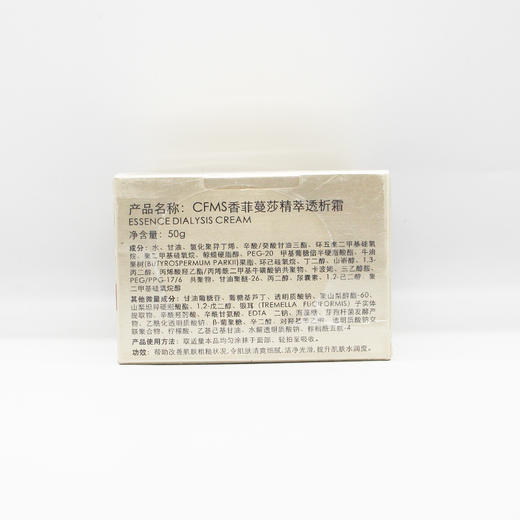 产品名称： CFMS香菲蔓莎精萃透析霜
ESSENCE DIALYSIS CREAM
净含量：50g
成分：水、甘油、氢化聚异丁烯、辛酸/癸酸甘油三酯、环五聚二甲基硅氧
烷、聚二甲基硅氧烷、鲸蜡硬脂醇、PEG-20 甲基葡糖倍半硬脂酸酯、牛油
果树(BUTYROSPERMUM PARKII)果脂、环己硅氧烷、丁二醇、山嵛醇、1,3-
丙二醇、丙烯酸羟乙酯/丙烯酰二甲基牛磺酸钠共聚物、卡波姆、三乙醇胺、
PEG/PPG-17/6 共聚物、甘油聚醚-26、丙二醇、尿囊素、1,2-己二醇、聚
二甲基硅氧烷醇
其他微量成分：甘油葡糖苷、葡糖基芦丁、透明质酸钠、
山梨坦异硬脂酸酯、1,2-戊二醇、银耳（TREMELLA FUCIFORMIS）子实体
提取物、辛酰羟肟酸、辛酰甘氨酸、EDTA 二钠、海藻糖、芽孢杆菌发酵产
物、乙酰化透明质酸钠、β-葡聚糖、辛二醇、对羟基苯乙酮、透明质酸钠交
联聚合物、柠檬酸、乙基己基甘油、水解透明质酸钠、棕榈酰五肽-4
产品使用方法：取适量本品均匀涂抹于面部，轻拍至吸收。
功效：帮助改善肌肤粗糙状况，令肌肤清爽细腻，洁净光滑，提升肌肤水润度。